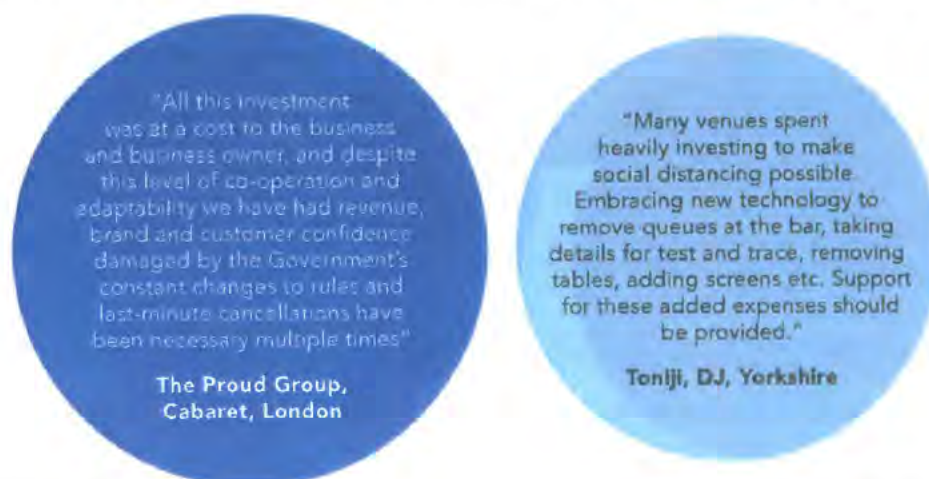 "All this investment
was at a cost to the business
and business owner, and despite
this level of co-operation and
adaptability we have had revenue,
brand and customer confidence
damaged by the Government's
constant changes to rules and
last-minute cancellations have
been necessary multiple times"
The Proud Group,
Cabaret, London
"Many venues spent
heavily investing to make
social distancing possible.
Embracing new technology to
remove queues at the bar, taking
details for test and trace, removing
tables, adding screens etc. Support
for these added expenses should
be provided."
Toniji, DJ, Yorkshire